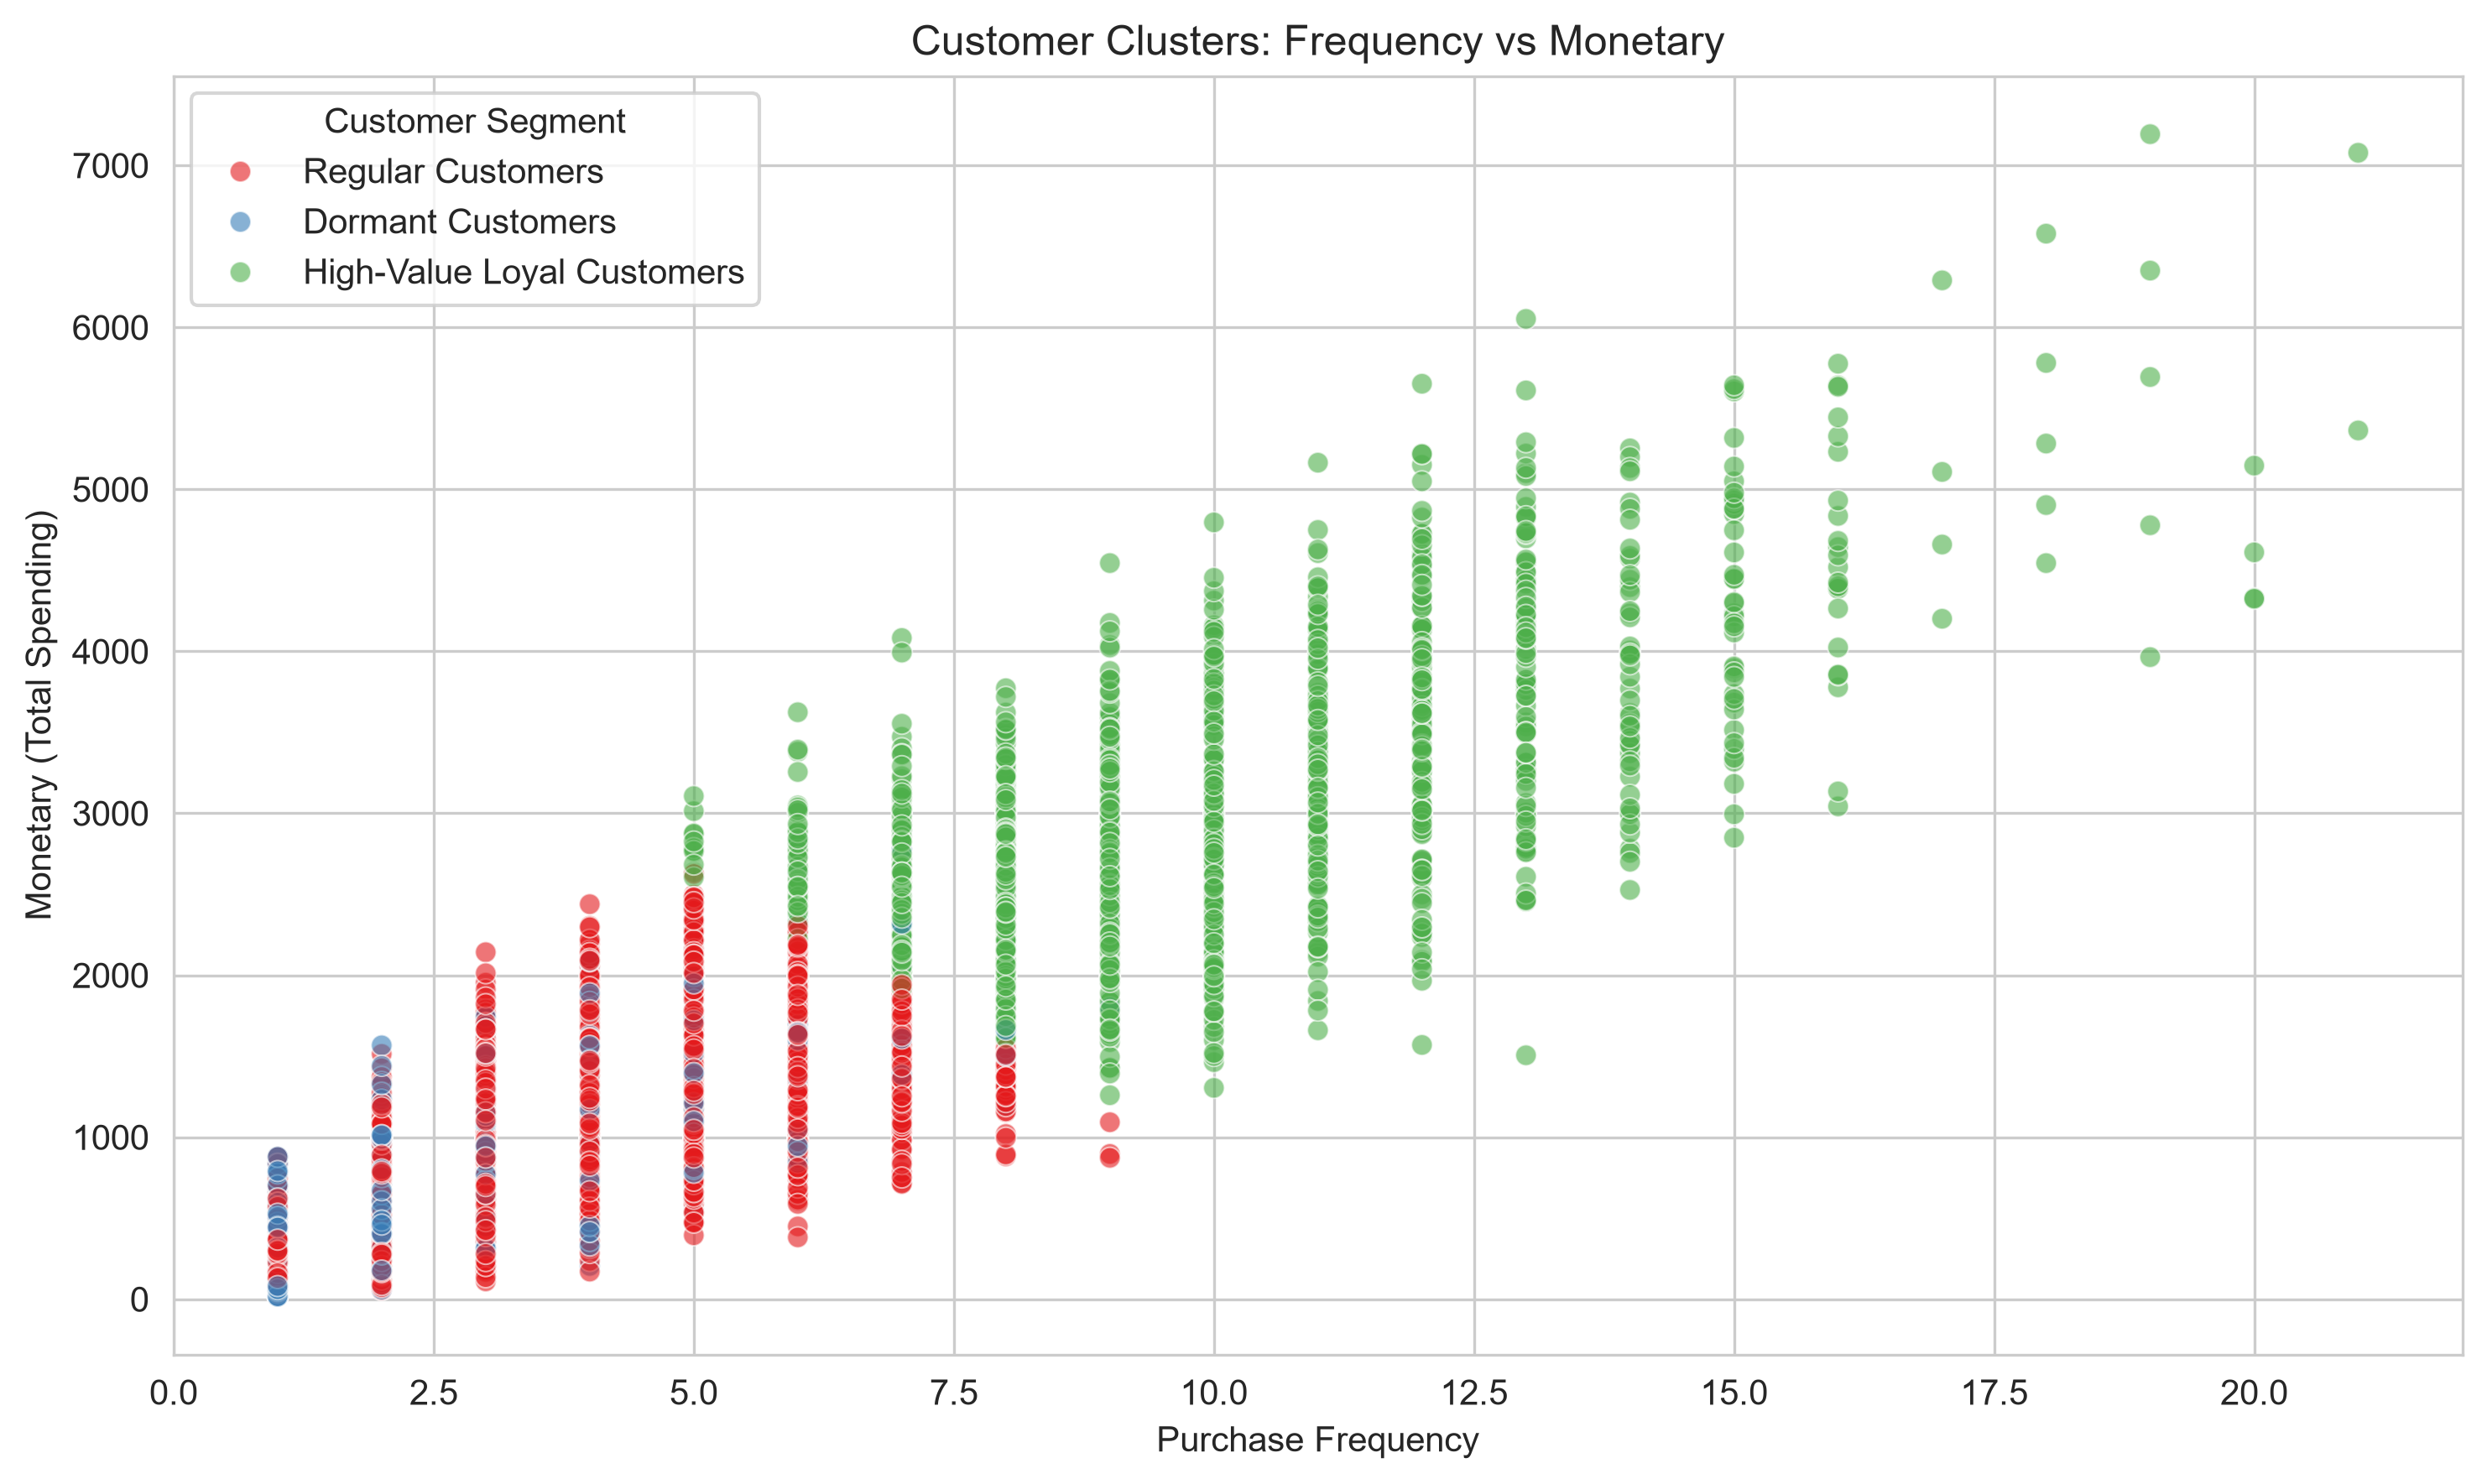 Customer Clusters: Frequency vs Monetary
Customer Segment
Regular Customers
Dormant Customers
High-Value Loyal Customers
Monetary (Total Spending)
7000
6000
5000
4000
3000
2000
1000
0
0.0 2.5 5.0 7.5 10.0 12.5 15.0 17.5 20.0
Purchase Frequency